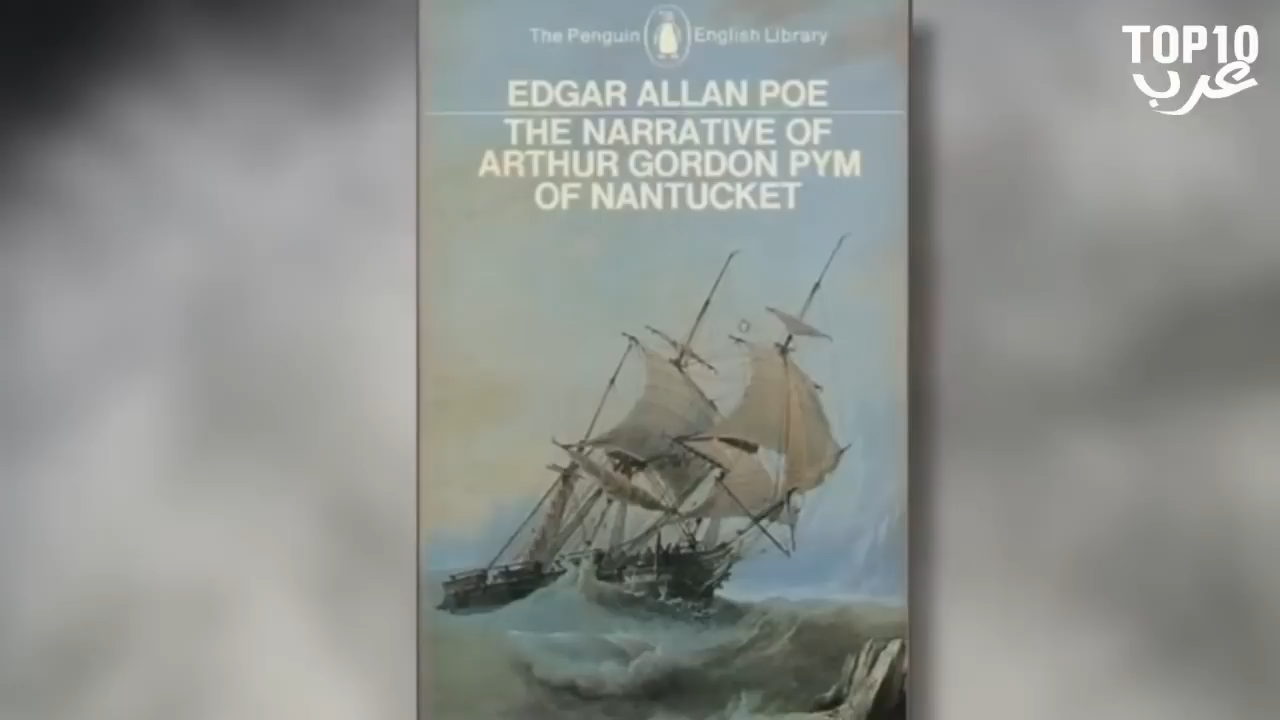 The Penguin English Library
EDGAR ALLAN POE
THE NARRATIVE OF
ARTHUR GORDON PYM
OF NANTUCKET
TOP10
عرب